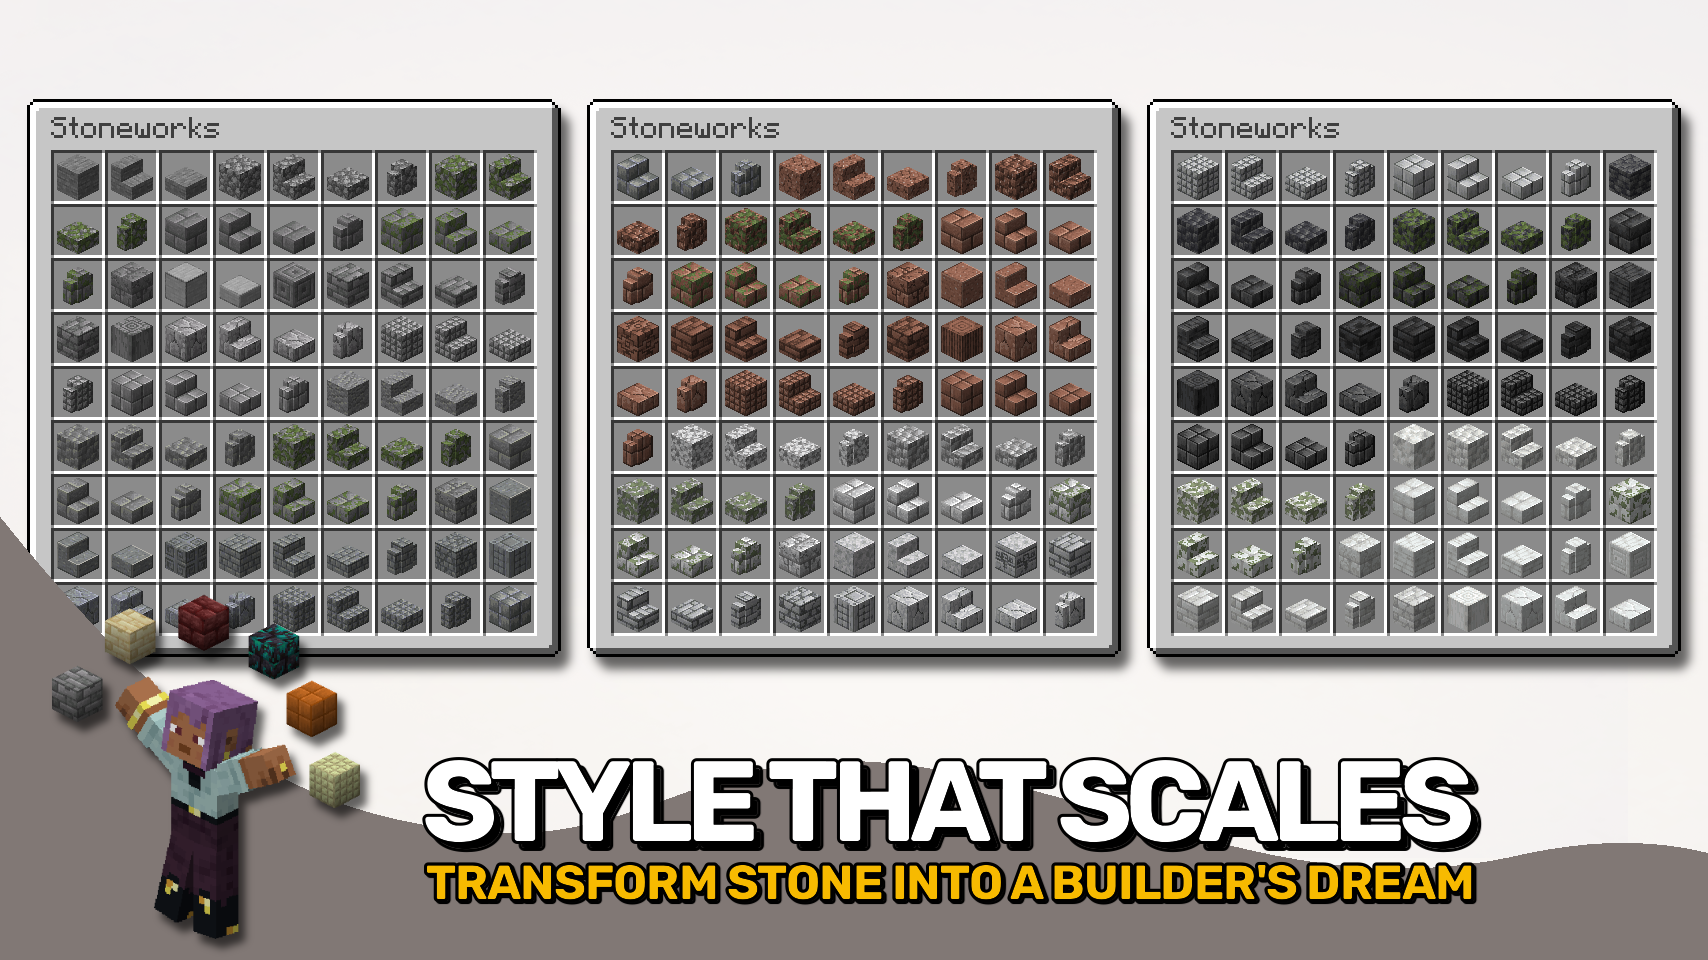 Stoneworks
Stoneworks
Stoneworks
STYLE THAT SCALES
TRANSFORM STONE INTO A BUILDER'S DREAM